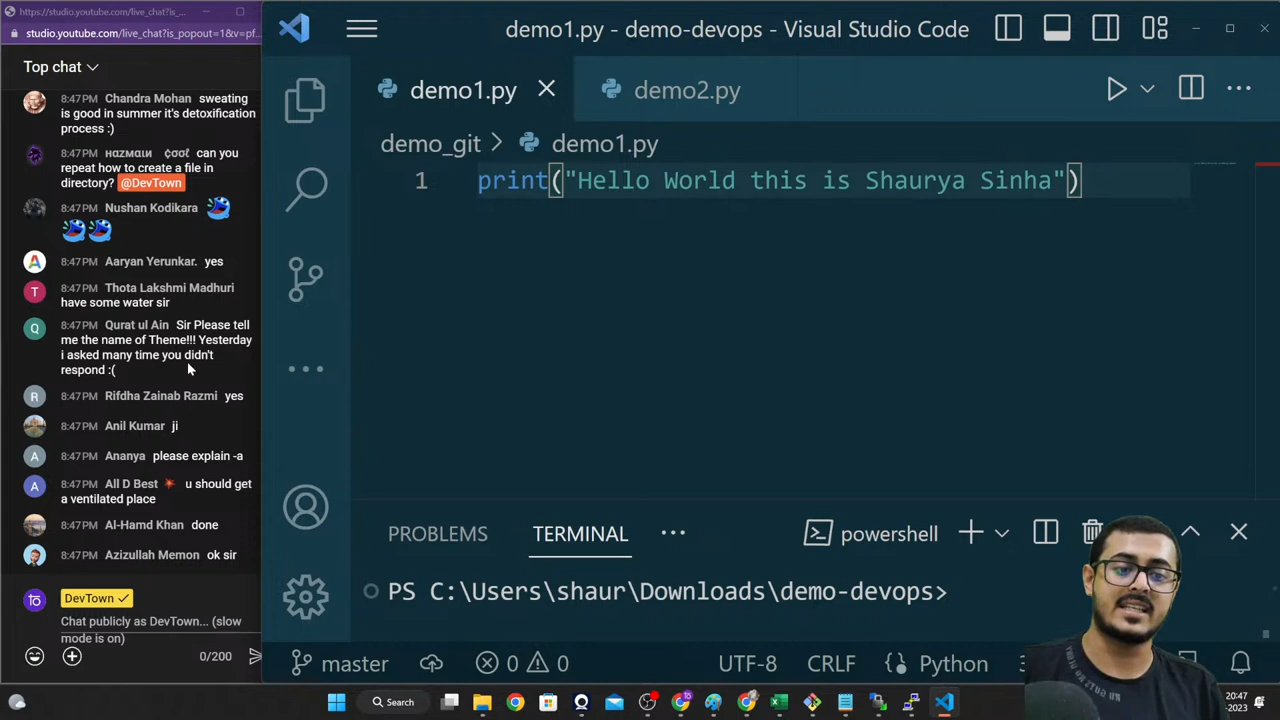 https://studio.youtube.com/live_chat?is_...
studio.youtube.com/live_chat?is_popout=1&v=pf...
Top chat
8:47PM Chandra Mohan sweating
is good in summer it's detoxification
process :)
8:47PM нαzмαιи ¢σσℓ can you
repeat how to create a file in
directory? @DevTown
8:47PM Nushan Kodikara
8:47PM Aaryan Yerunkar. yes
8:47PM Thota Lakshmi Madhuri
have some water sir
8:47PM Qurat ul Ain Sir Please tell
me the name of Theme!!! Yesterday
i asked many time you didn't
respond :(
8:47PM Rifdha Zainab Razmi yes
8:47PM Anil Kumar ji
8:47PM Ananya please explain -a
8:47PM All D Best u should get
a ventilated place
8:47PM Al-Hamd Khan done
8:47PM Azizullah Memon ok sir
DevTown
Chat publicly as DevTown... (slow
mode is on)
0/200
demo1.py - demo-devops - Visual Studio Code
demo1.py demo2.py
demo_git > demo1.py
1 print("Hello World this is Shaurya Sinha")
PROBLEMS TERMINAL ... powershell
PS C:\Users\shaur\Downloads\demo-devops>
master 0 0 UTF-8 CRLF Python
Search
20:47
-2023